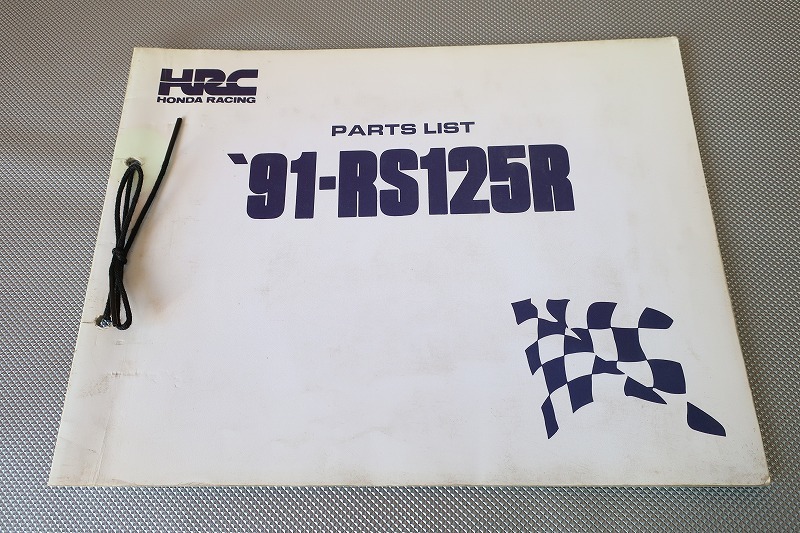 HRC
HONDA RACING
PARTS LIST
`91-RS125R